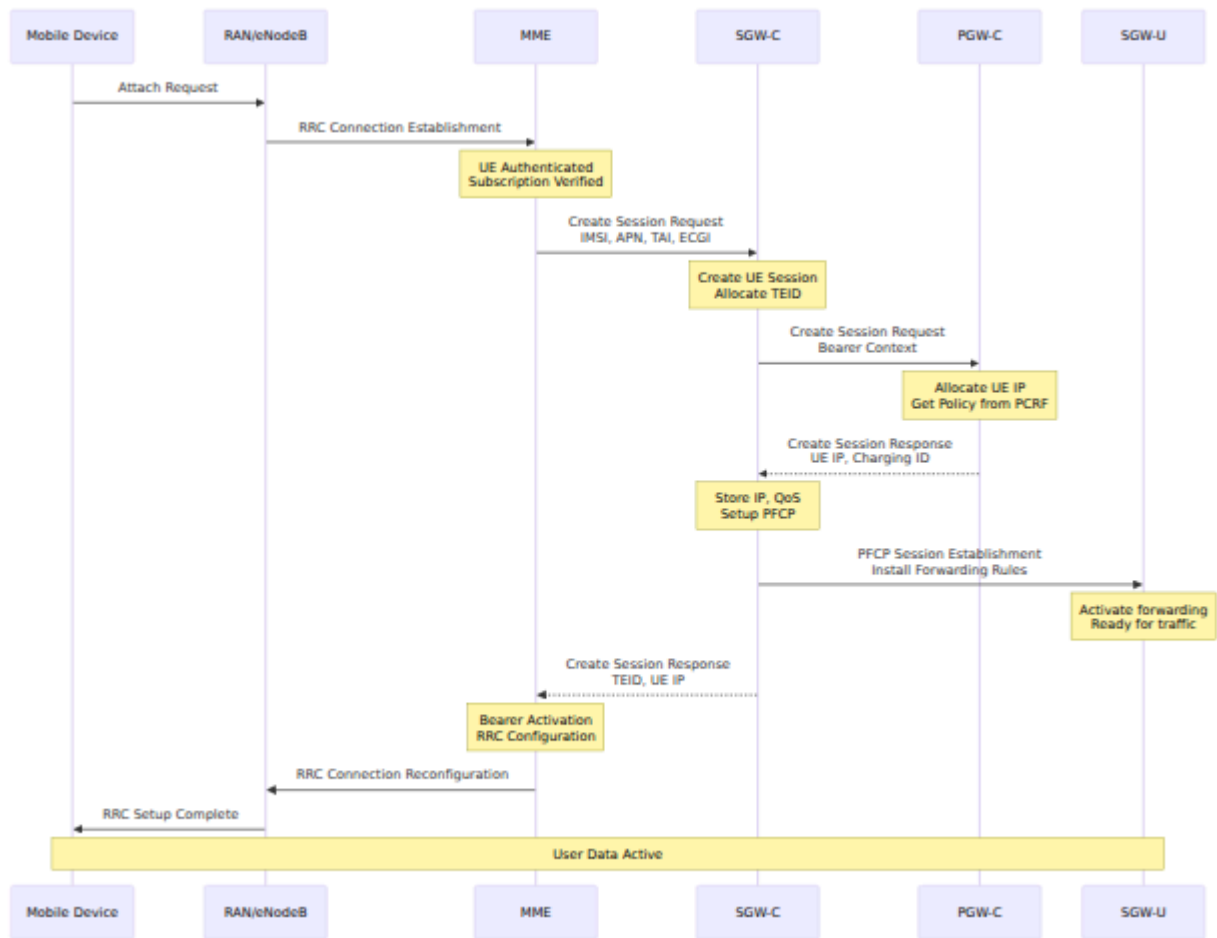 Mobile Device
RAN/eNodeB
MME
SGW-C
PGW-C
SGW-U
Attach Request
RRC Connection Establishment
UE Authenticated
Subscription Verified
Create Session Request
IMSI, APN, TAI, ECGI
Create UE Session
Allocate TEID
Create Session Request
Bearer Context
Allocate UE IP
Get Policy from PCRF
Create Session Response
UE IP, Charging ID
Store IP, QoS
Setup PFCP
PFCP Session Establishment
Install Forwarding Rules
Activate forwarding
Ready for traffic
Create Session Response
TEID, UE IP
Bearer Activation
RRC Configuration
RRC Connection Reconfiguration
RRC Setup Complete
User Data Active
Mobile Device
RAN/eNodeB
MME
SGW-C
PGW-C
SGW-U